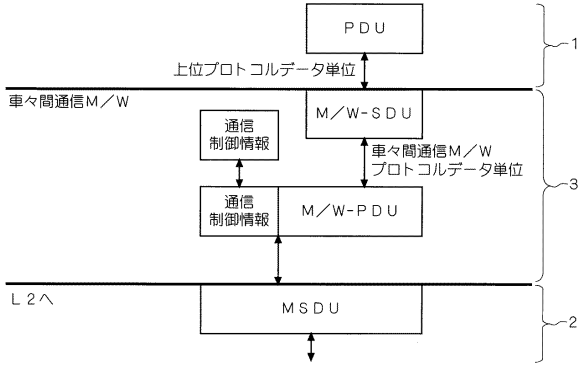 PDU
1
上位プロトコルデータ単位
車々間通信M/W
M/W-SDU
通信
制御情報
車々間通信M/W
プロトコルデータ単位
3
通信
制御情報
M/W-PDU
L2へ
MSDU
2